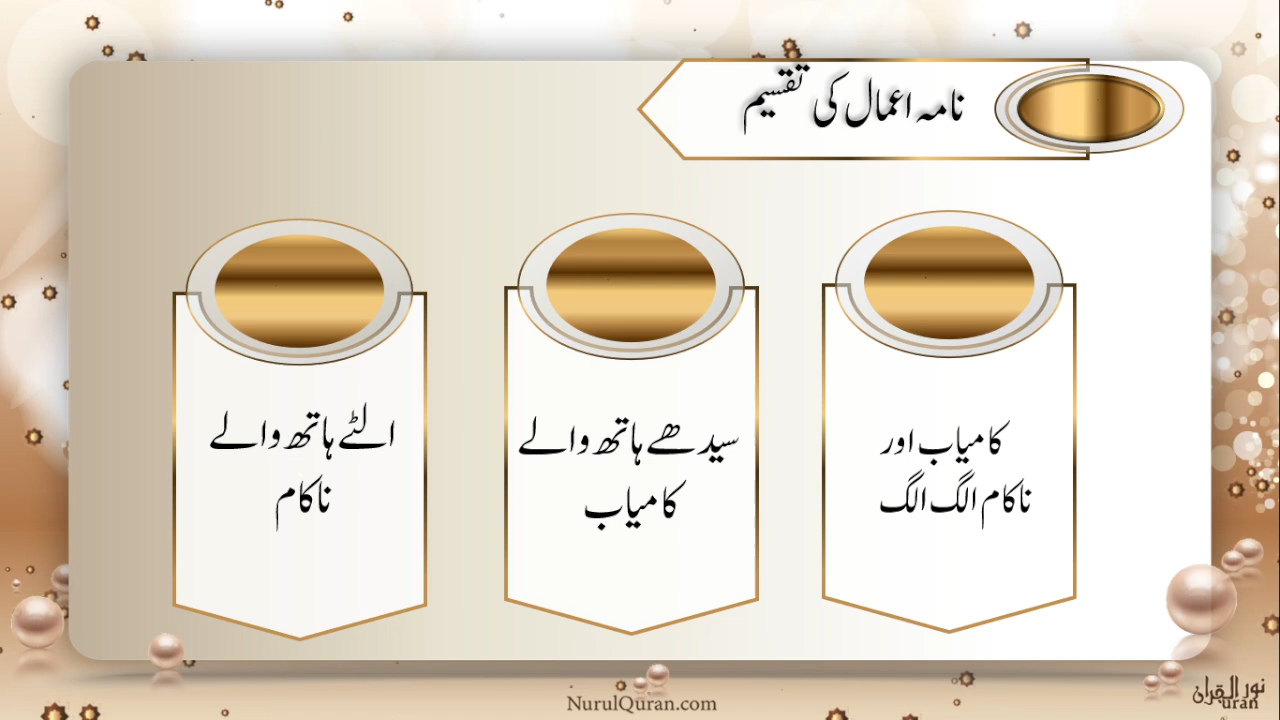 نامہ اعمال کی تقسیم
کامیاب اور
ناکام الگ الگ
سیدھے ہاتھ والے
کامیاب
الٹے ہاتھ والے
ناکام
NurulQuran.com
نور القرآن
uran